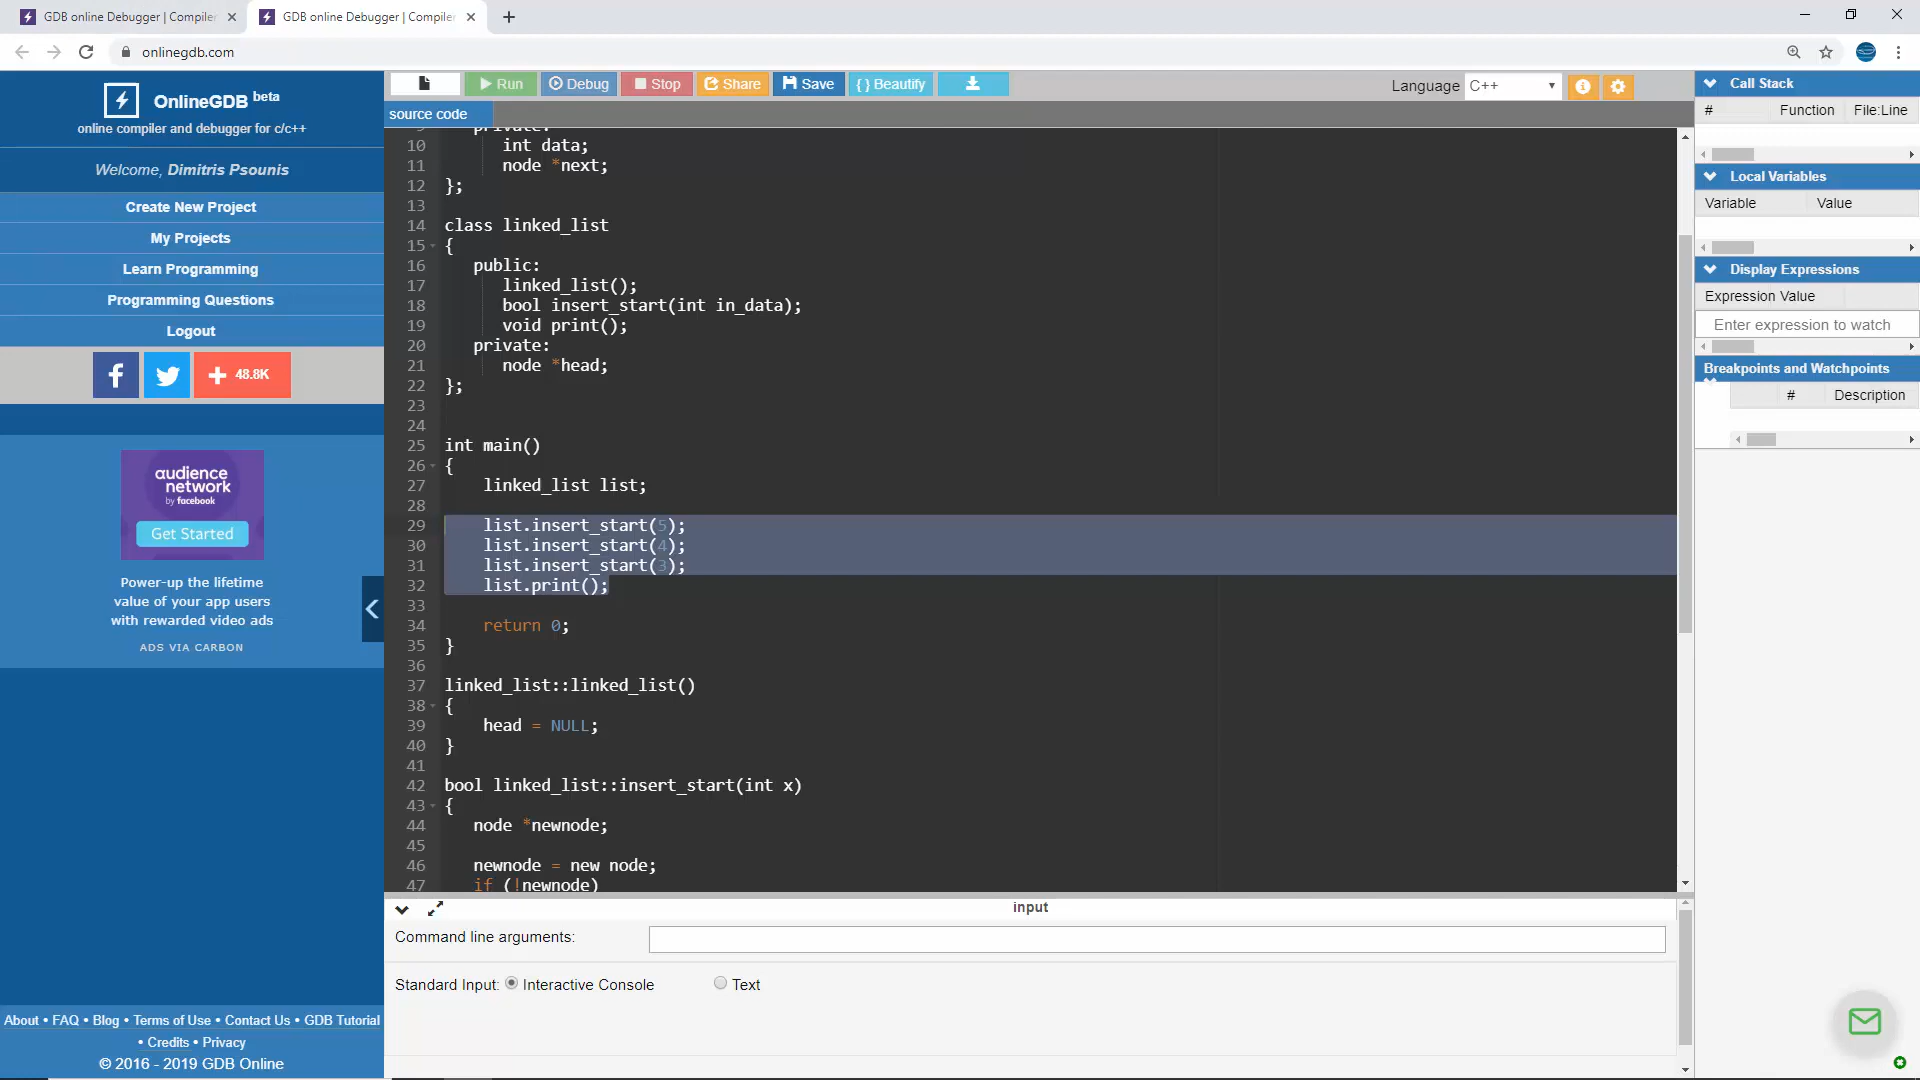 GDB online Debugger | Compiler
GDB online Debugger | Compiler
onlinegdb.com
OnlineGDB beta
online compiler and debugger for c/c++
Welcome, Dimitris Psounis
Create New Project
My Projects
Learn Programming
Programming Questions
Logout
48.8K
audience
network
by facebook
Get Started
Power-up the lifetime
value of your app users
with rewarded video ads
ADS VIA CARBON
About • FAQ • Blog • Terms of Use • Contact Us • GDB Tutorial
• Credits • Privacy
© 2016 - 2019 GDB Online
Run
Debug
Stop
Share
Save
{ } Beautify
Language C++
source code
9 private:
10 int data;
11 node *next;
12 };
13
14 class linked_list
15 {
16 public:
17 linked_list();
18 bool insert_start(int in_data);
19 void print();
20 private:
21 node *head;
22 };
23
24
25 int main()
26 {
27 linked_list list;
28
29 list.insert_start(5);
30 list.insert_start(4);
31 list.insert_start(3);
32 list.print();
33
34 return 0;
35 }
36
37 linked_list::linked_list()
38 {
39 head = NULL;
40 }
41
42 bool linked_list::insert_start(int x)
43 {
44 node *newnode;
45
46 newnode = new node;
47 if (!newnode)
input
Command line arguments:
Standard Input: Interactive Console Text
Call Stack
# Function File:Line
Local Variables
Variable Value
Display Expressions
Expression Value
Enter expression to watch
Breakpoints and Watchpoints
# Description